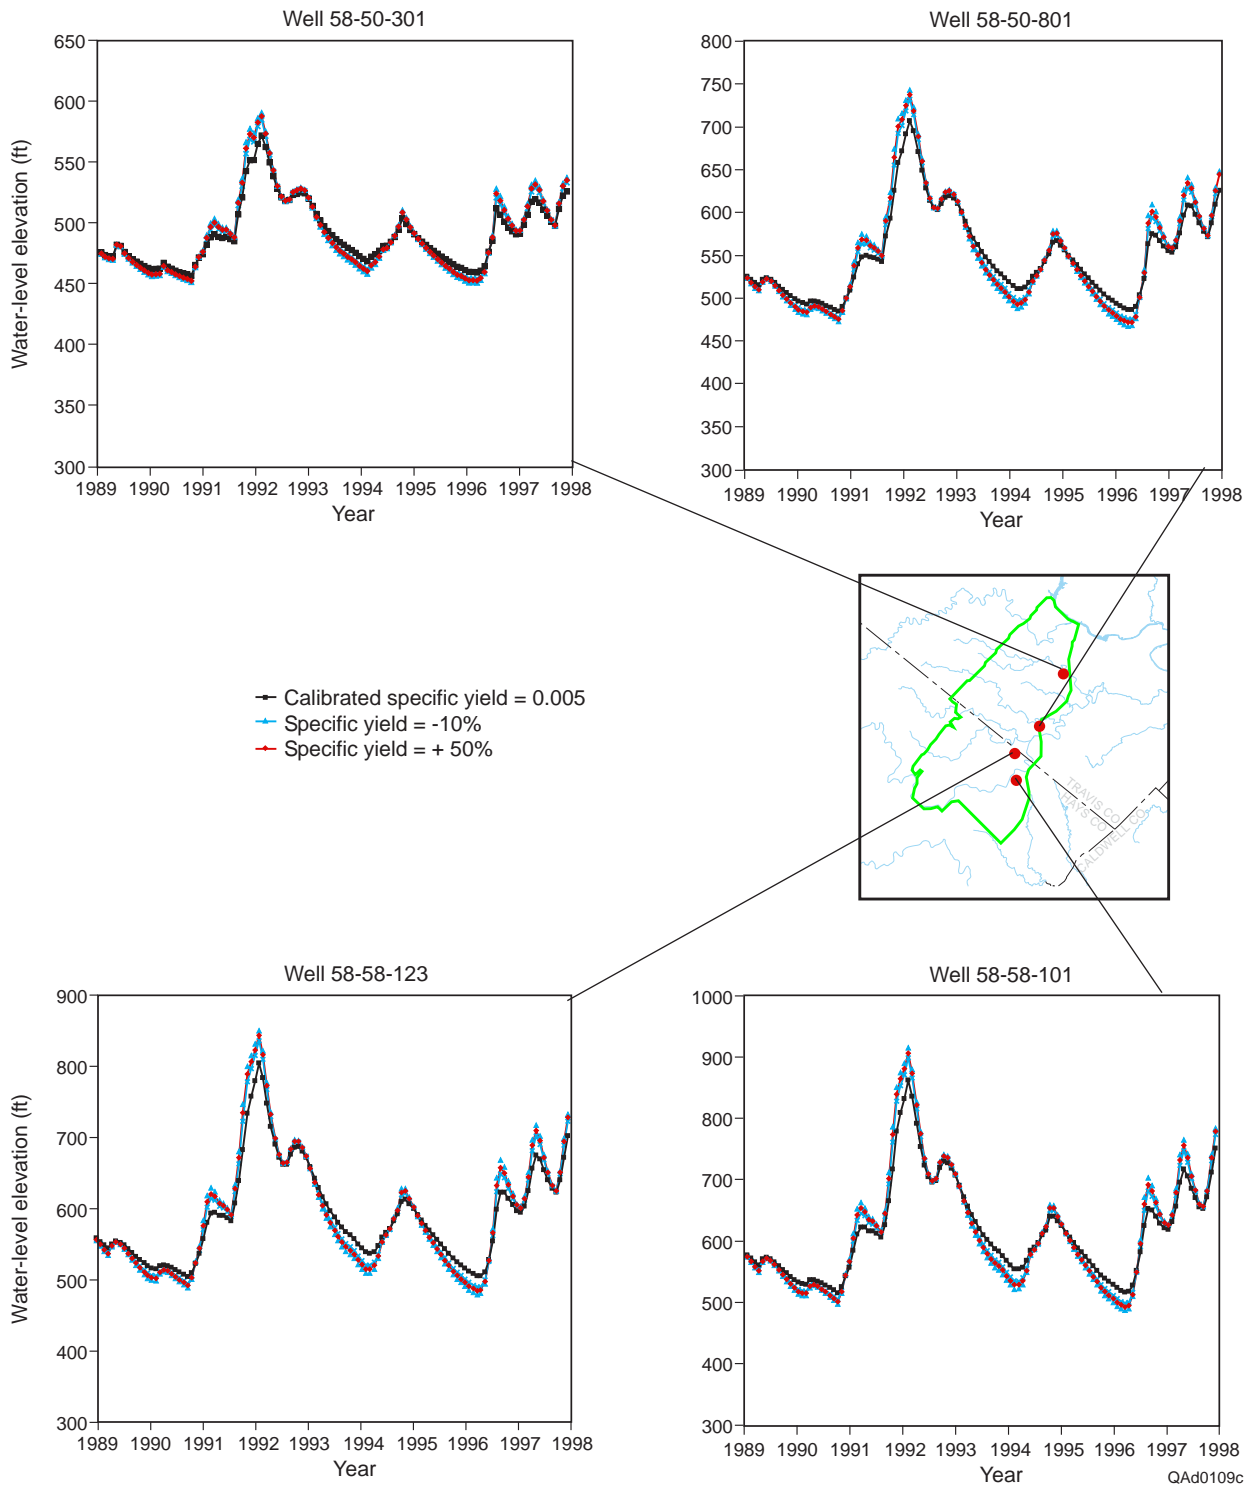 Well 58-50-301
650
600
550
500
450
400
350
300
Water-level elevation (ft)
1989 1990 1991 1992 1993 1994 1995 1996 1997 1998
Year
Well 58-50-801
800
750
700
650
600
550
500
450
400
350
300
1989 1990 1991 1992 1993 1994 1995 1996 1997 1998
Year
Calibrated specific yield = 0.005
Specific yield = -10%
Specific yield = + 50%
TRAVIS CO
HAYS CO
CALDWELL CO
Well 58-58-123
900
800
700
600
500
400
300
Water-level elevation (ft)
1989 1990 1991 1992 1993 1994 1995 1996 1997 1998
Year
Well 58-58-101
1000
900
800
700
600
500
400
300
1989 1990 1991 1992 1993 1994 1995 1996 1997 1998
Year
QAd0109c